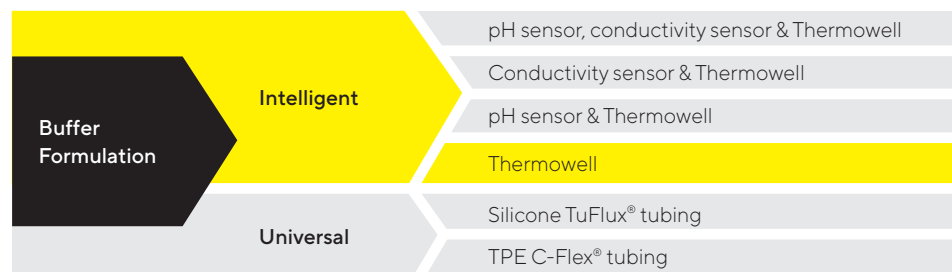 Buffer
Formulation
Intelligent
pH sensor, conductivity sensor & Thermowell
Conductivity sensor & Thermowell
pH sensor & Thermowell
Thermowell
Universal
Silicone TuFlux® tubing
TPE C-Flex® tubing